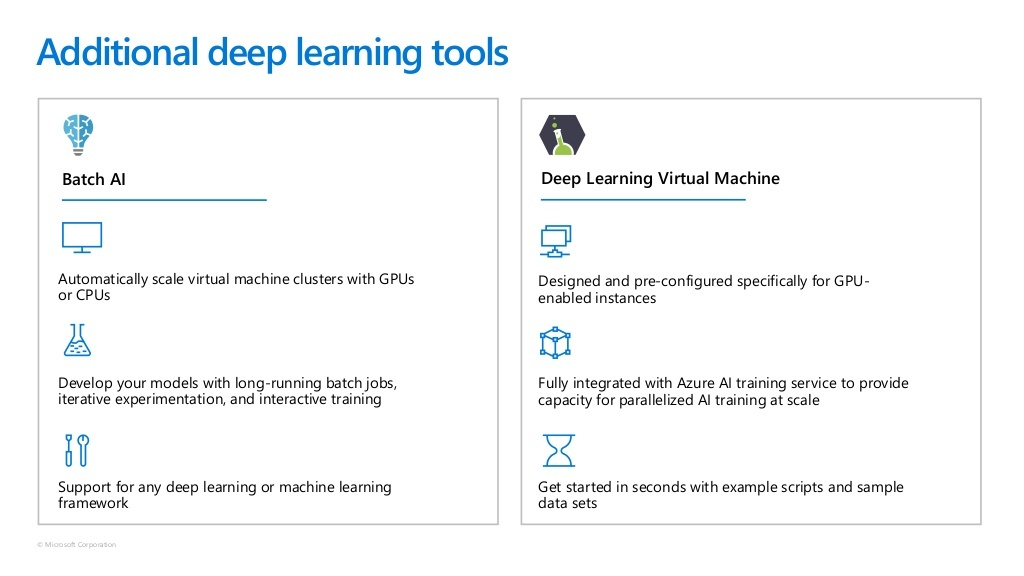 Additional deep learning tools
Batch AI
Automatically scale virtual machine clusters with GPUs
or CPUs
Develop your models with long-running batch jobs,
iterative experimentation, and interactive training
Support for any deep learning or machine learning
framework
Deep Learning Virtual Machine
Designed and pre-configured specifically for GPU-
enabled instances
Fully integrated with Azure AI training service to provide
capacity for parallelized AI training at scale
Get started in seconds with example scripts and sample
data sets
© Microsoft Corporation